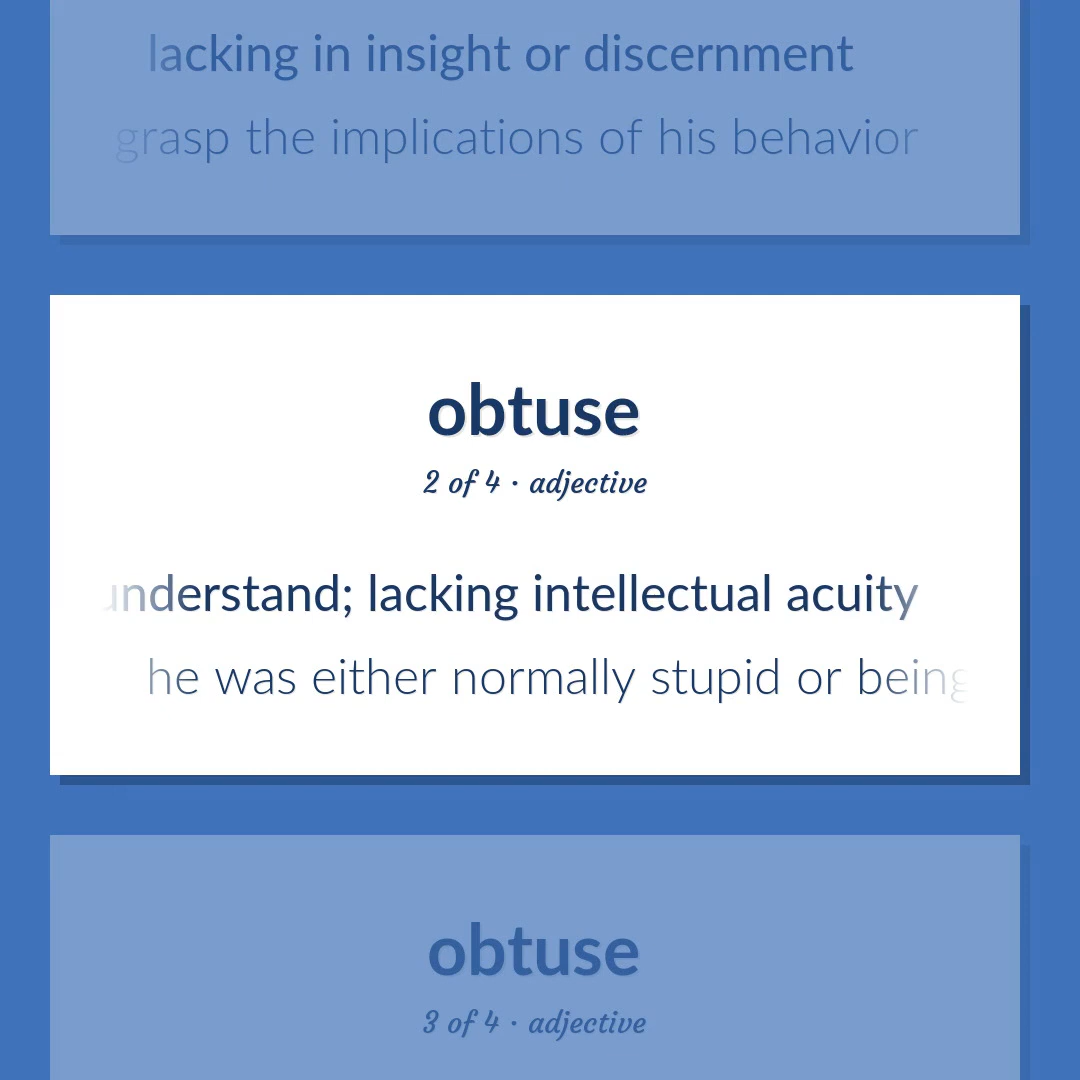 lacking in insight or discernment
grasp the implications of his behavior
obtuse
2 of 4 · adjective
understand; lacking intellectual acuity
he was either normally stupid or being
obtuse
3 of 4 · adjective